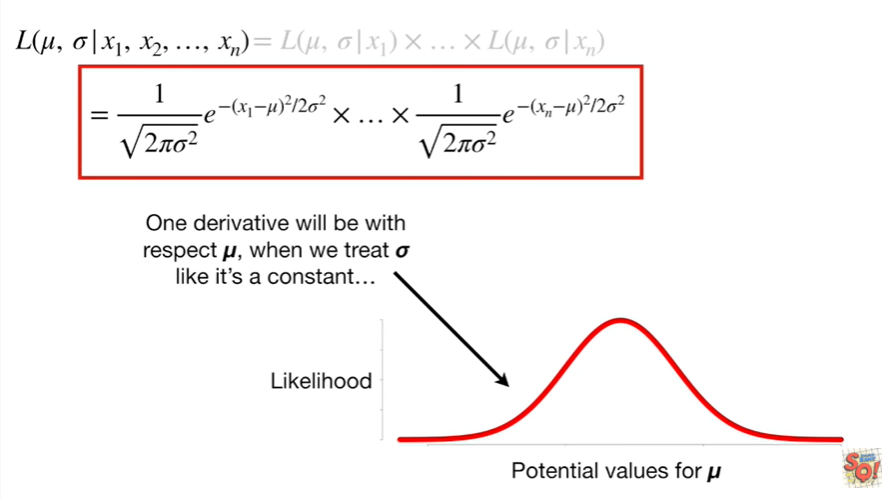 L(μ, σ|x₁, x₂, …, xₙ) = L(μ, σ|x₁) × … × L(μ, σ|xₙ)
= 1/√(2πσ²) e^(−(x₁−μ)²/2σ²) × … × 1/√(2πσ²) e^(−(xₙ−μ)²/2σ²)
One derivative will be with
respect μ, when we treat σ
like it's a constant…
Likelihood
Potential values for μ
SQ!